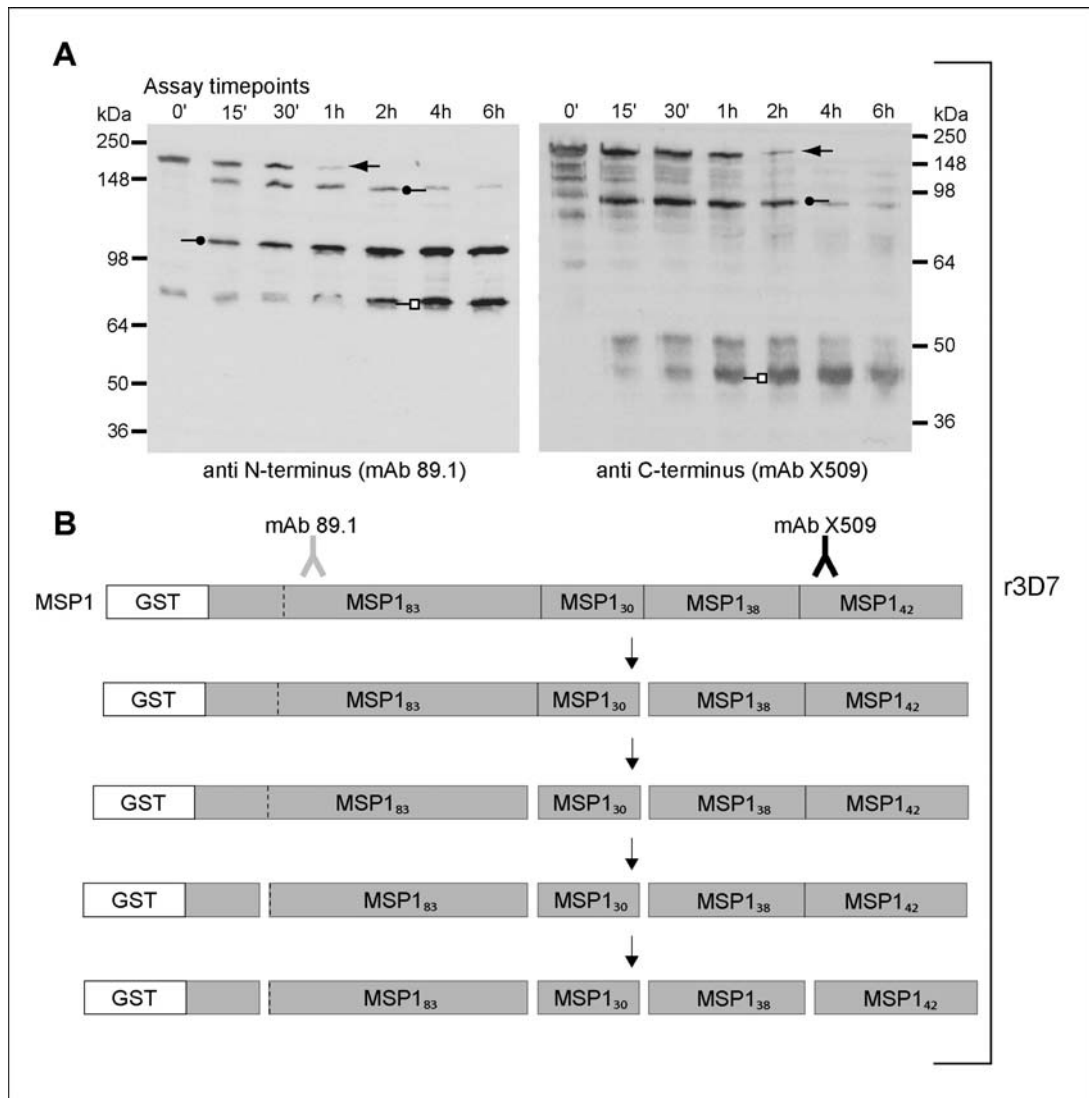 A
Assay timepoints
kDa 0' 15' 30' 1h 2h 4h 6h
250
148
98
64
50
36
anti N-terminus (mAb 89.1)
0' 15' 30' 1h 2h 4h 6h kDa
250
148
98
64
50
36
anti C-terminus (mAb X509)
B
mAb 89.1 mAb X509
MSP1 GST MSP1₈₃ MSP1₃₀ MSP1₃₈ MSP1₄₂ r3D7
GST MSP1₈₃ MSP1₃₀ MSP1₃₈ MSP1₄₂
GST MSP1₈₃ MSP1₃₀ MSP1₃₈ MSP1₄₂
GST MSP1₈₃ MSP1₃₀ MSP1₃₈ MSP1₄₂
GST MSP1₈₃ MSP1₃₀ MSP1₃₈ MSP1₄₂